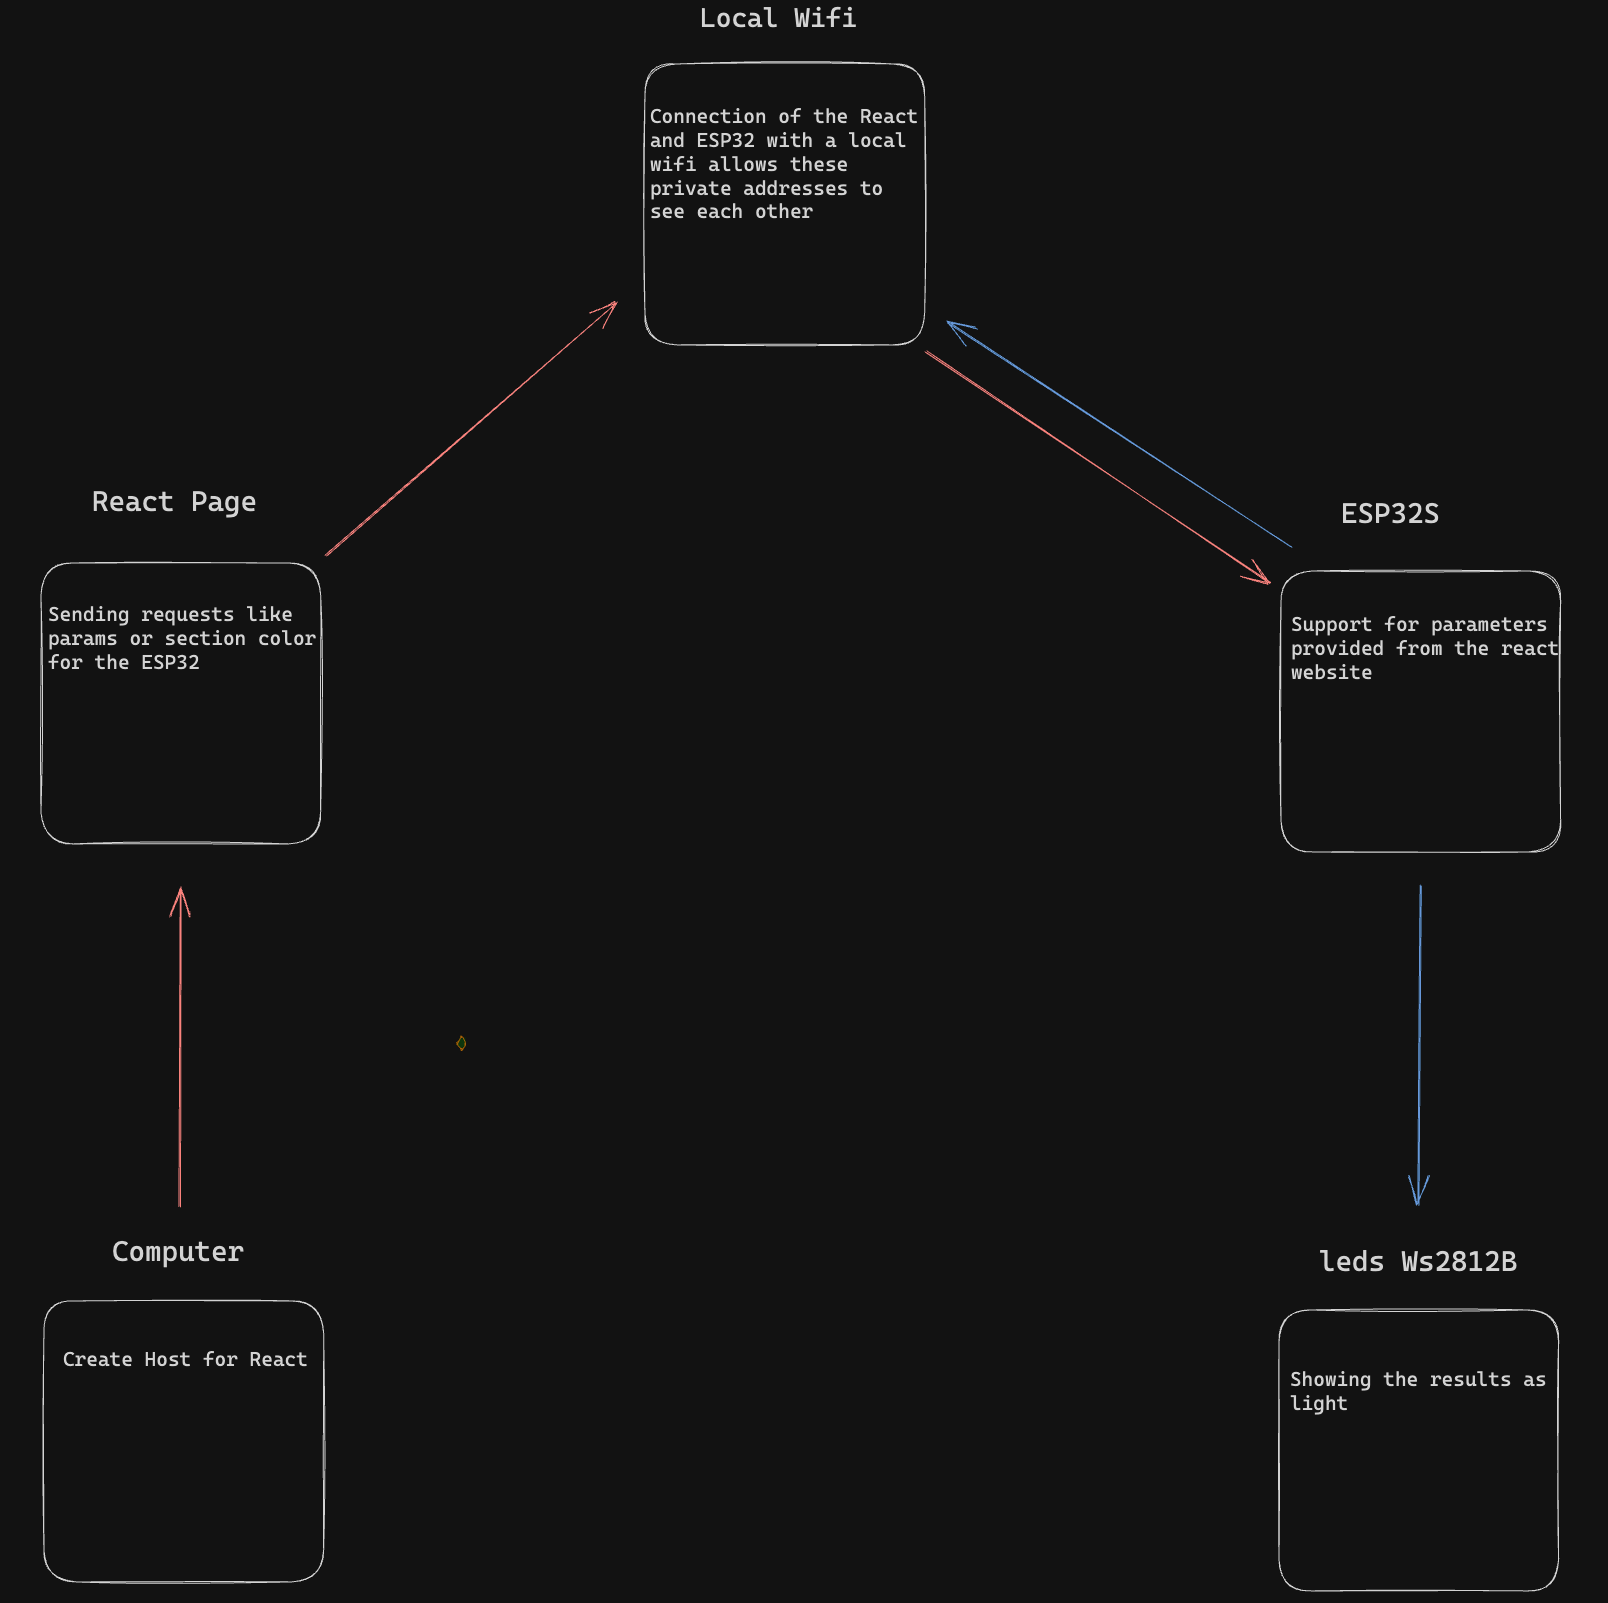 Local Wifi
Connection of the React
and ESP32 with a local
wifi allows these
private addresses to
see each other
React Page
Sending requests like
params or section color
for the ESP32
ESP32S
Support for parameters
provided from the react
website
Computer
Create Host for React
leds Ws2812B
Showing the results as
light